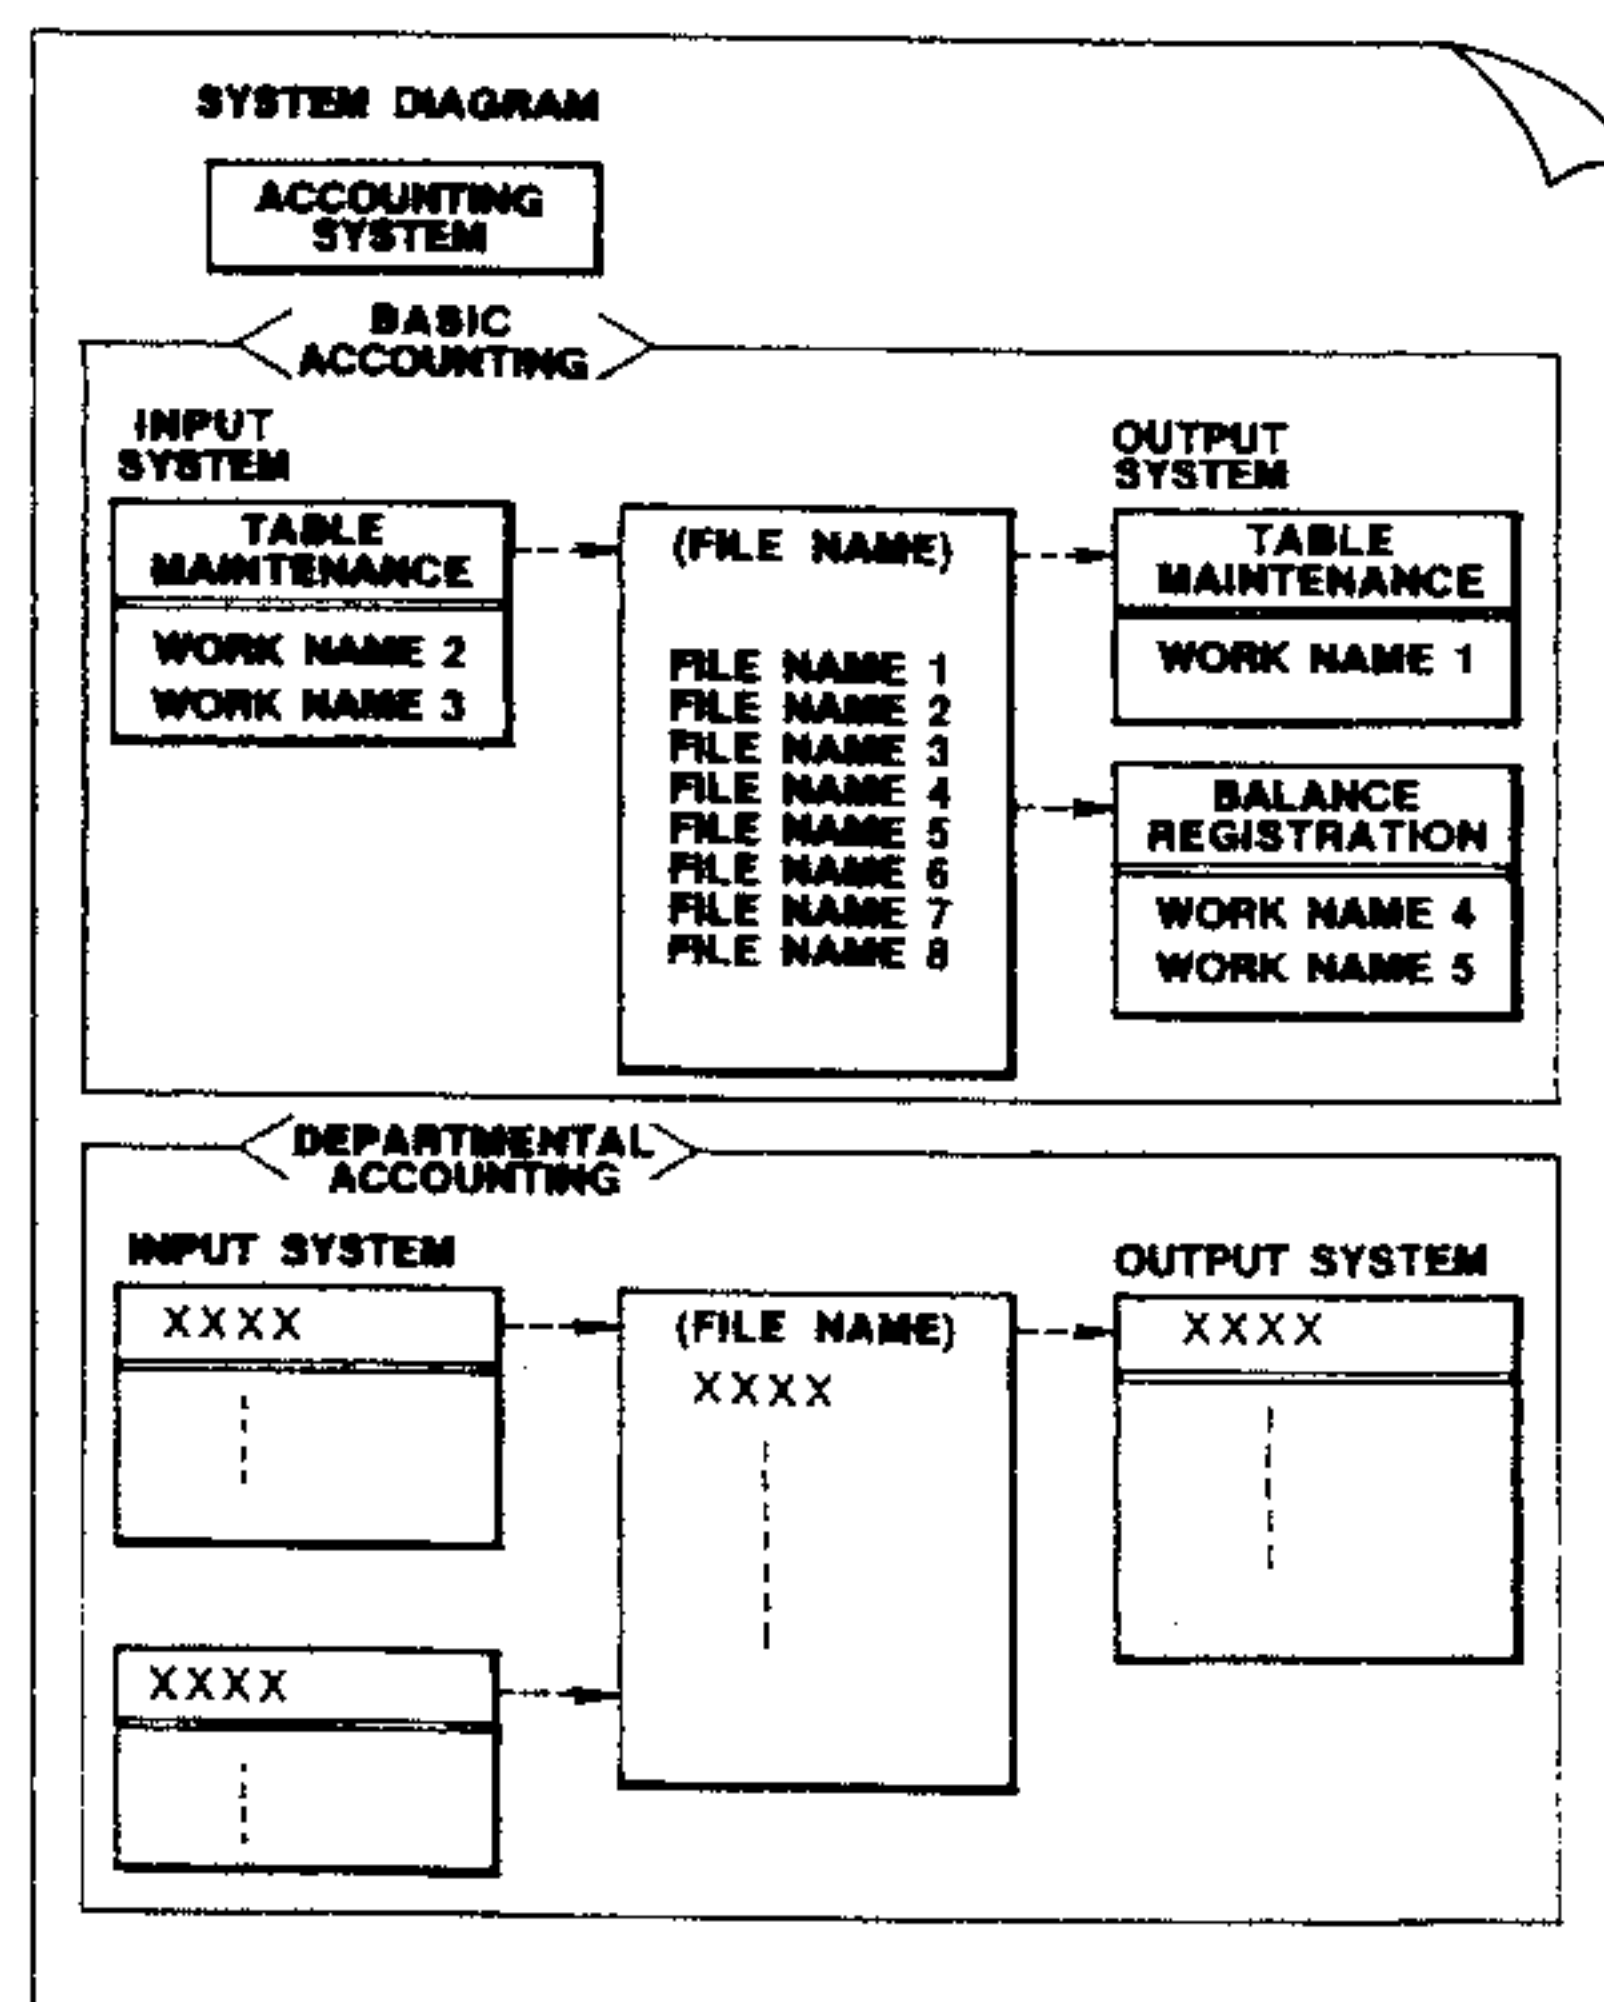 SYSTEM DIAGRAM
ACCOUNTING
SYSTEM
BASIC
ACCOUNTING
INPUT
SYSTEM
TABLE
MAINTENANCE
WORK NAME 2
WORK NAME 3
(FILE NAME)
FILE NAME 1
FILE NAME 2
FILE NAME 3
FILE NAME 4
FILE NAME 5
FILE NAME 6
FILE NAME 7
FILE NAME 8
OUTPUT
SYSTEM
TABLE
MAINTENANCE
WORK NAME 1
BALANCE
REGISTRATION
WORK NAME 4
WORK NAME 5
DEPARTMENTAL
ACCOUNTING
INPUT SYSTEM
XXXX
XXXX
(FILE NAME)
XXXX
OUTPUT SYSTEM
XXXX